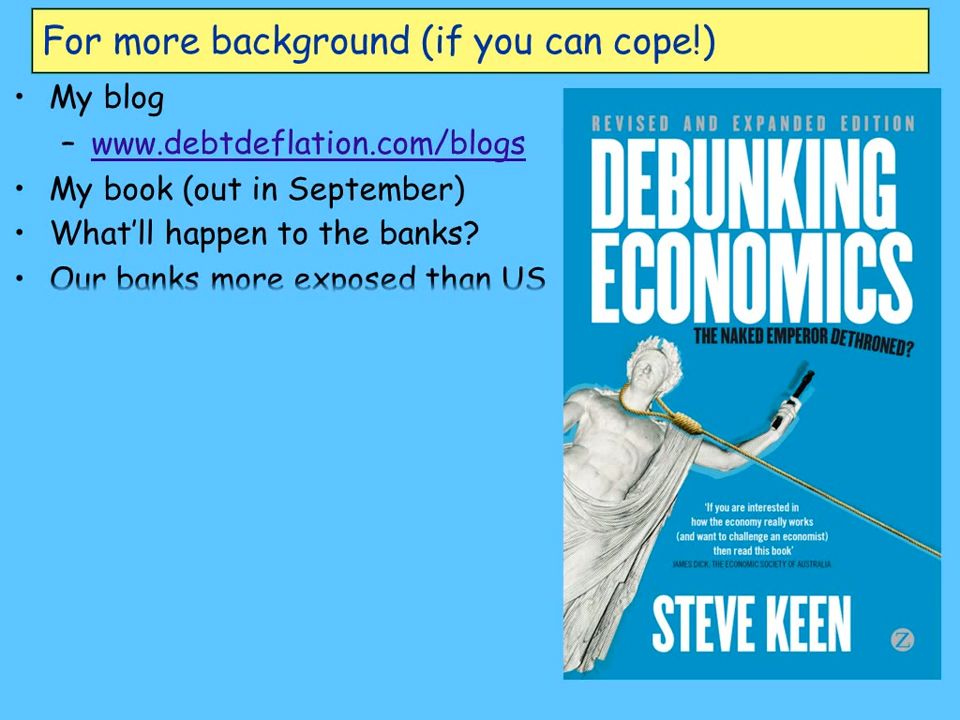 For more background (if you can cope!)
• My blog
– www.debtdeflation.com/blogs
• My book (out in September)
• What’ll happen to the banks?
• Our banks more exposed than US
REVISED AND EXPANDED EDITION
DEBUNKING
ECONOMICS
THE NAKED EMPEROR DETHRONED?
‘If you are interested in
how the economy really works
(and want to challenge an economist)
then read this book’
JAMES DICK, THE ECONOMIC SOCIETY OF AUSTRALIA
STEVE KEEN
Z